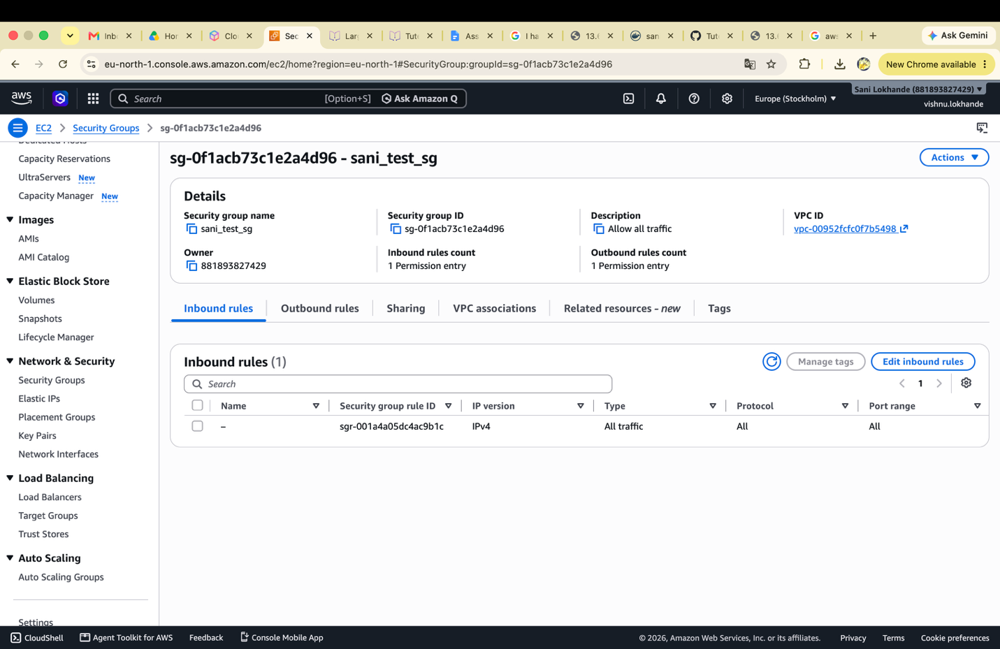 Inb
Hor
Clo
Sec
Lar
Tut
Ass
I ha
13.
san
Tut
13.
aws
Ask Gemini
eu-north-1.console.aws.amazon.com/ec2/home?region=eu-north-1#SecurityGroup:groupId=sg-0f1acb73c1e2a4d96
New Chrome available
aws
Search
[Option+S]
Ask Amazon Q
Europe (Stockholm)
Sani Lokhande (881893827429)
vishnu.lokhande
EC2
Security Groups
sg-0f1acb73c1e2a4d96
Dedicated Hosts
Capacity Reservations
UltraServers New
Capacity Manager New
Images
AMIs
AMI Catalog
Elastic Block Store
Volumes
Snapshots
Lifecycle Manager
Network & Security
Security Groups
Elastic IPs
Placement Groups
Key Pairs
Network Interfaces
Load Balancing
Load Balancers
Target Groups
Trust Stores
Auto Scaling
Auto Scaling Groups
Settings
sg-0f1acb73c1e2a4d96 - sani_test_sg
Actions
Details
Security group name
sani_test_sg
Security group ID
sg-0f1acb73c1e2a4d96
Description
Allow all traffic
VPC ID
vpc-00952fcfc0f7b5498
Owner
881893827429
Inbound rules count
1 Permission entry
Outbound rules count
1 Permission entry
Inbound rules
Outbound rules
Sharing
VPC associations
Related resources - new
Tags
Inbound rules (1)
Manage tags
Edit inbound rules
Search
1
Name
Security group rule ID
IP version
Type
Protocol
Port range
–
sgr-001a4a05dc4ac9b1c
IPv4
All traffic
All
All
CloudShell
Agent Toolkit for AWS
Feedback
Console Mobile App
© 2026, Amazon Web Services, Inc. or its affiliates.
Privacy
Terms
Cookie preferences